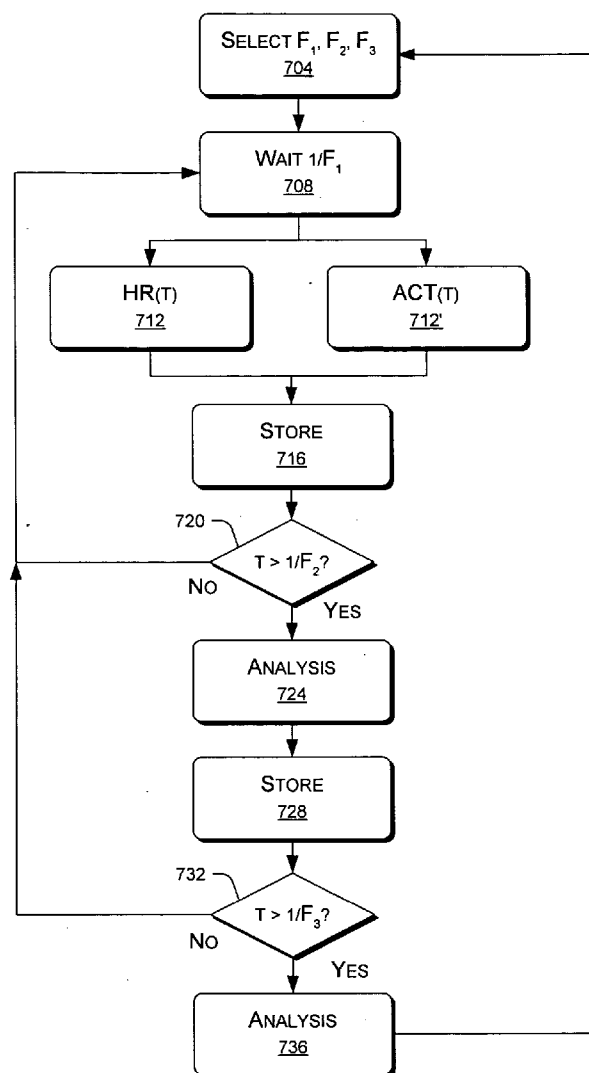 SELECT F1, F2, F3
704
WAIT 1/F1
708
HR(T)
712
ACT(T)
712'
STORE
716
720
T > 1/F2?
NO
YES
ANALYSIS
724
STORE
728
732
T > 1/F3?
NO
YES
ANALYSIS
736